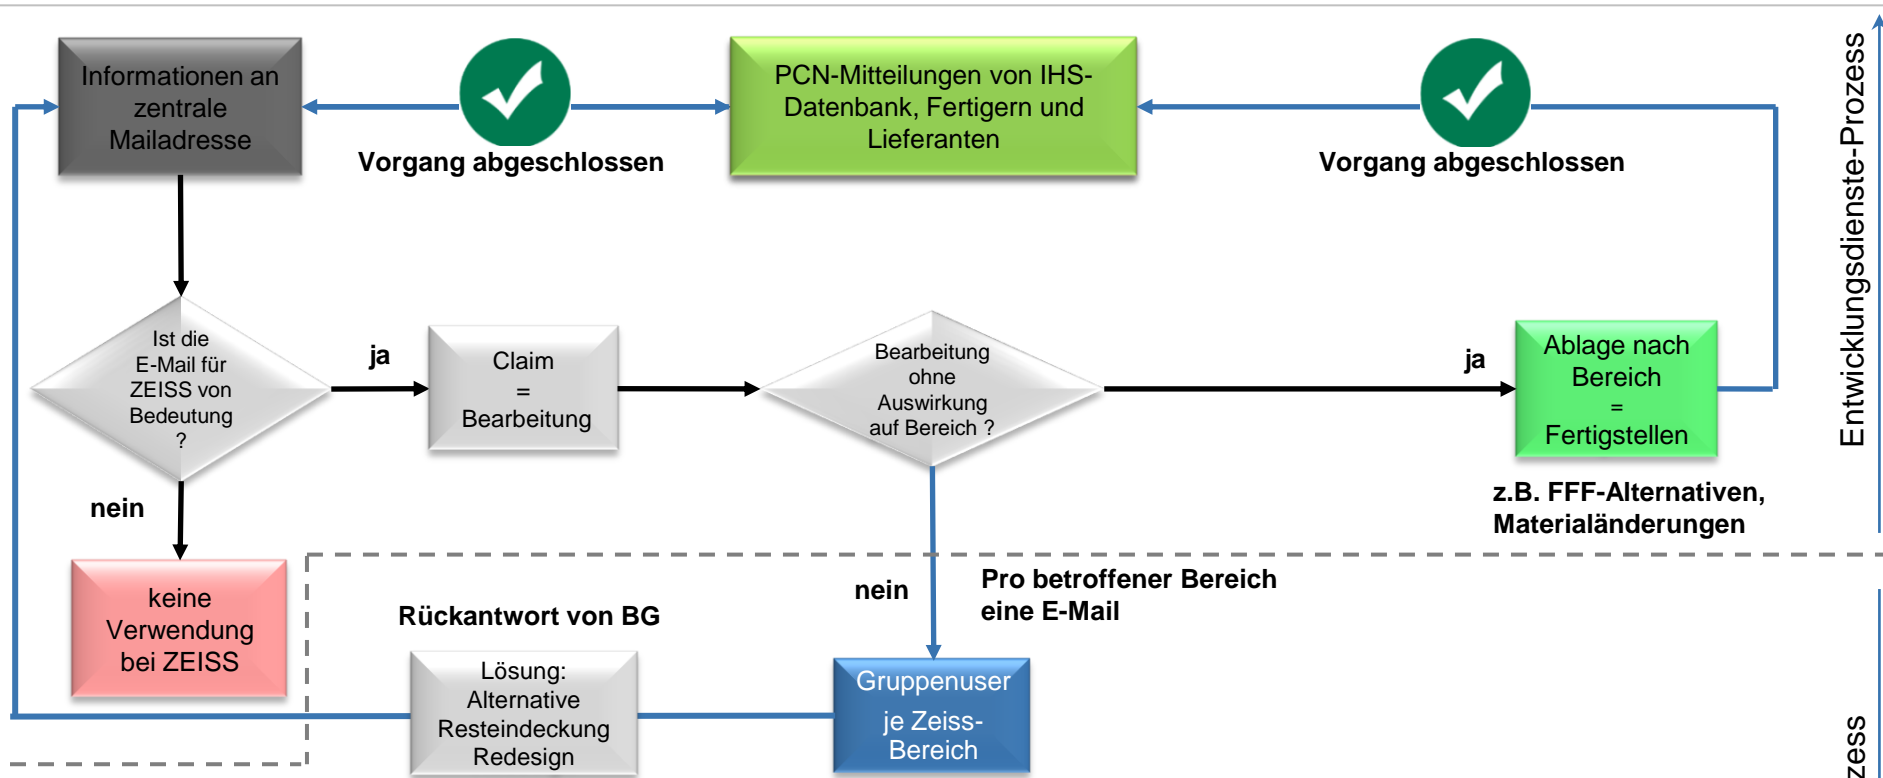 Informationen an
zentrale
Mailadresse
Vorgang abgeschlossen
PCN-Mitteilungen von IHS-
Datenbank, Fertigern und
Lieferanten
Vorgang abgeschlossen
Entwicklungsdienste-Prozess
Ist die
E-Mail für
ZEISS von
Bedeutung
?
ja
Claim
=
Bearbeitung
Bearbeitung
ohne
Auswirkung
auf Bereich ?
ja
Ablage nach
Bereich
=
Fertigstellen
z.B. FFF-Alternativen,
Materialänderungen
nein
keine
Verwendung
bei ZEISS
nein
Pro betroffener Bereich
eine E-Mail
Rückantwort von BG
Lösung:
Alternative
Resteindeckung
Redesign
Gruppenuser
je Zeiss-
Bereich
zess